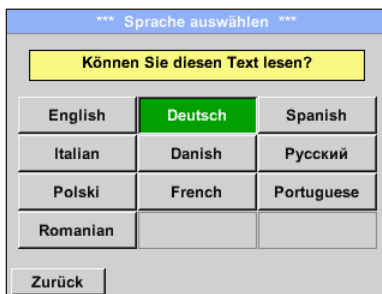 *** Sprache auswählen ***
Können Sie diesen Text lesen?
English Deutsch Spanish
Italian Danish Русский
Polski French Portuguese
Romanian
Zurück